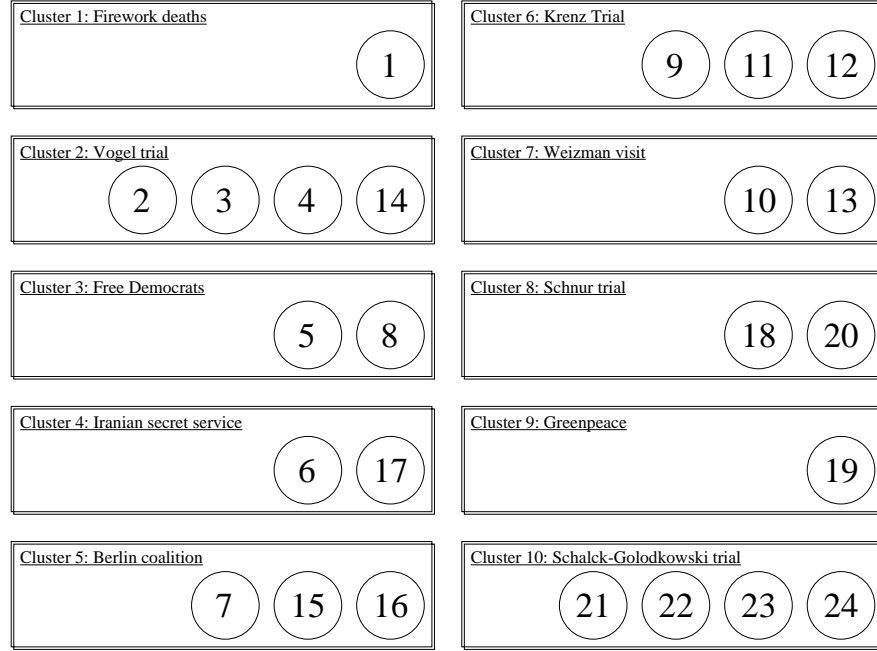 Cluster 1: Firework deaths
1
Cluster 2: Vogel trial
2 3 4 14
Cluster 3: Free Democrats
5 8
Cluster 4: Iranian secret service
6 17
Cluster 5: Berlin coalition
7 15 16
Cluster 6: Krenz Trial
9 11 12
Cluster 7: Weizman visit
10 13
Cluster 8: Schnur trial
18 20
Cluster 9: Greenpeace
19
Cluster 10: Schalck-Golodkowski trial
21 22 23 24